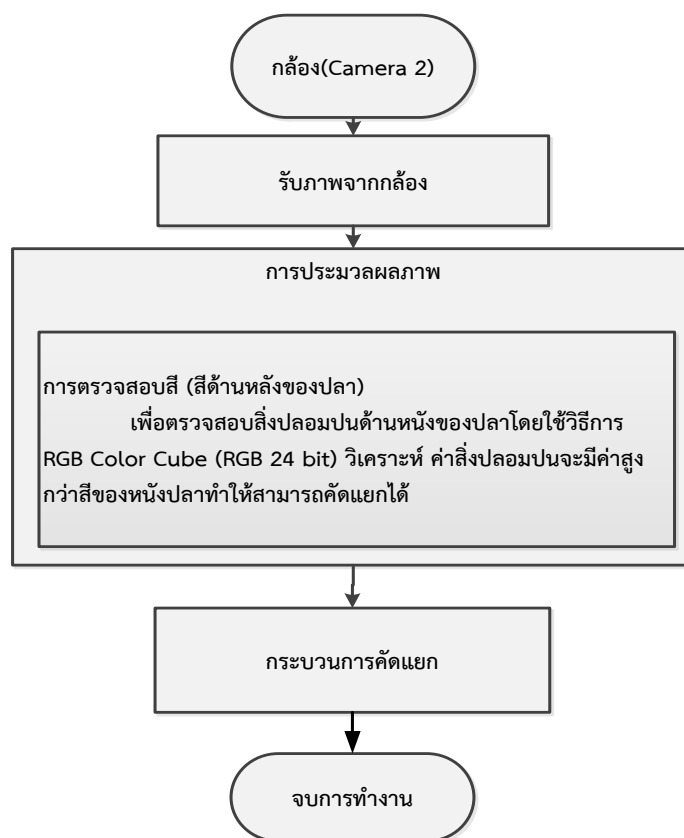 กล้อง(Camera 2)
รับภาพจากกล้อง
การประมวลผลภาพ
การตรวจสอบสี (สีด้านหลังของปลา)
เพื่อตรวจสอบสิ่งปลอมปนด้านหนังของปลาโดยใช้วิธีการ
RGB Color Cube (RGB 24 bit) วิเคราะห์ ค่าสิ่งปลอมปนจะมีค่าสูง
กว่าสีของหนังปลาทำให้สามารถคัดแยกได้
กระบวนการคัดแยก
จบการทำงาน